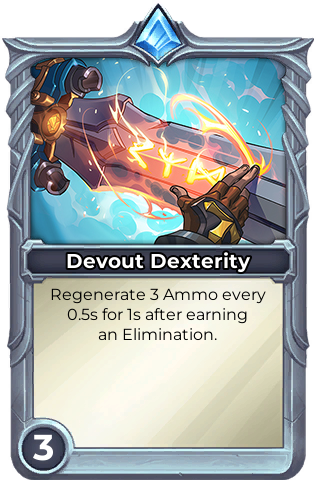 Devout Dexterity
Regenerate 3 Ammo every
0.5s for 1s after earning
an Elimination.
3